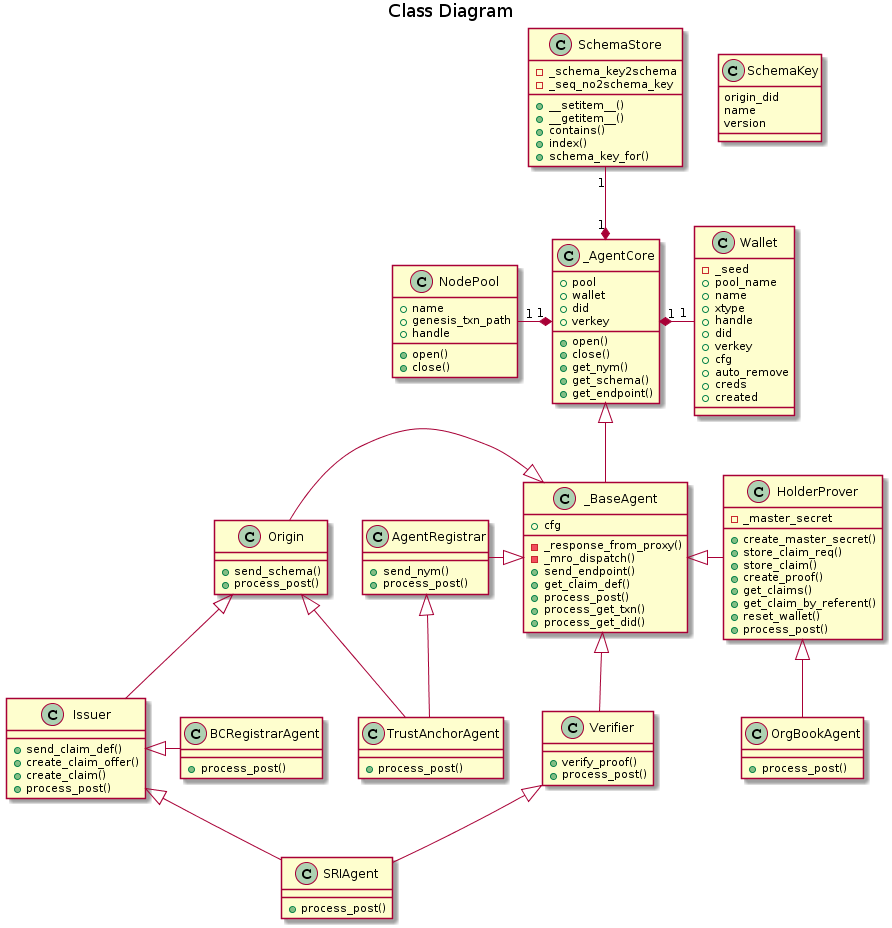 Class Diagram
C SchemaStore
_schema_key2schema
_seq_no2schema_key
__setitem__()
__getitem__()
contains()
index()
schema_key_for()
C SchemaKey
origin_did
name
version
1
1
C _AgentCore
pool
wallet
did
verkey
open()
close()
get_nym()
get_schema()
get_endpoint()
C NodePool
name
genesis_txn_path
handle
open()
close()
1 1
1 1
C Wallet
_seed
pool_name
name
xtype
handle
did
verkey
cfg
auto_remove
creds
created
C Origin
send_schema()
process_post()
C AgentRegistrar
send_nym()
process_post()
C _BaseAgent
cfg
_response_from_proxy()
_mro_dispatch()
send_endpoint()
get_claim_def()
process_post()
process_get_txn()
process_get_did()
C HolderProver
_master_secret
create_master_secret()
store_claim_req()
store_claim()
create_proof()
get_claims()
get_claim_by_referent()
reset_wallet()
process_post()
C Issuer
send_claim_def()
create_claim_offer()
create_claim()
process_post()
C BCRegistrarAgent
process_post()
C TrustAnchorAgent
process_post()
C Verifier
verify_proof()
process_post()
C OrgBookAgent
process_post()
C SRIAgent
process_post()